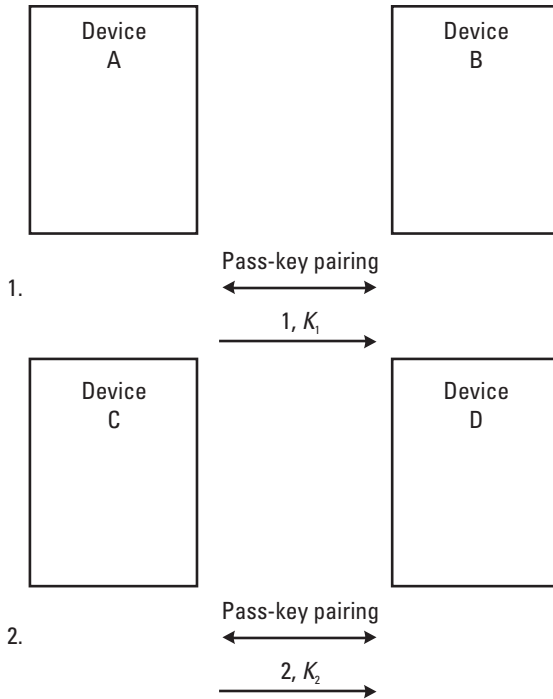 Device
A
Device
B
Pass-key pairing
1.
1, K₁
Device
C
Device
D
Pass-key pairing
2.
2, K₂